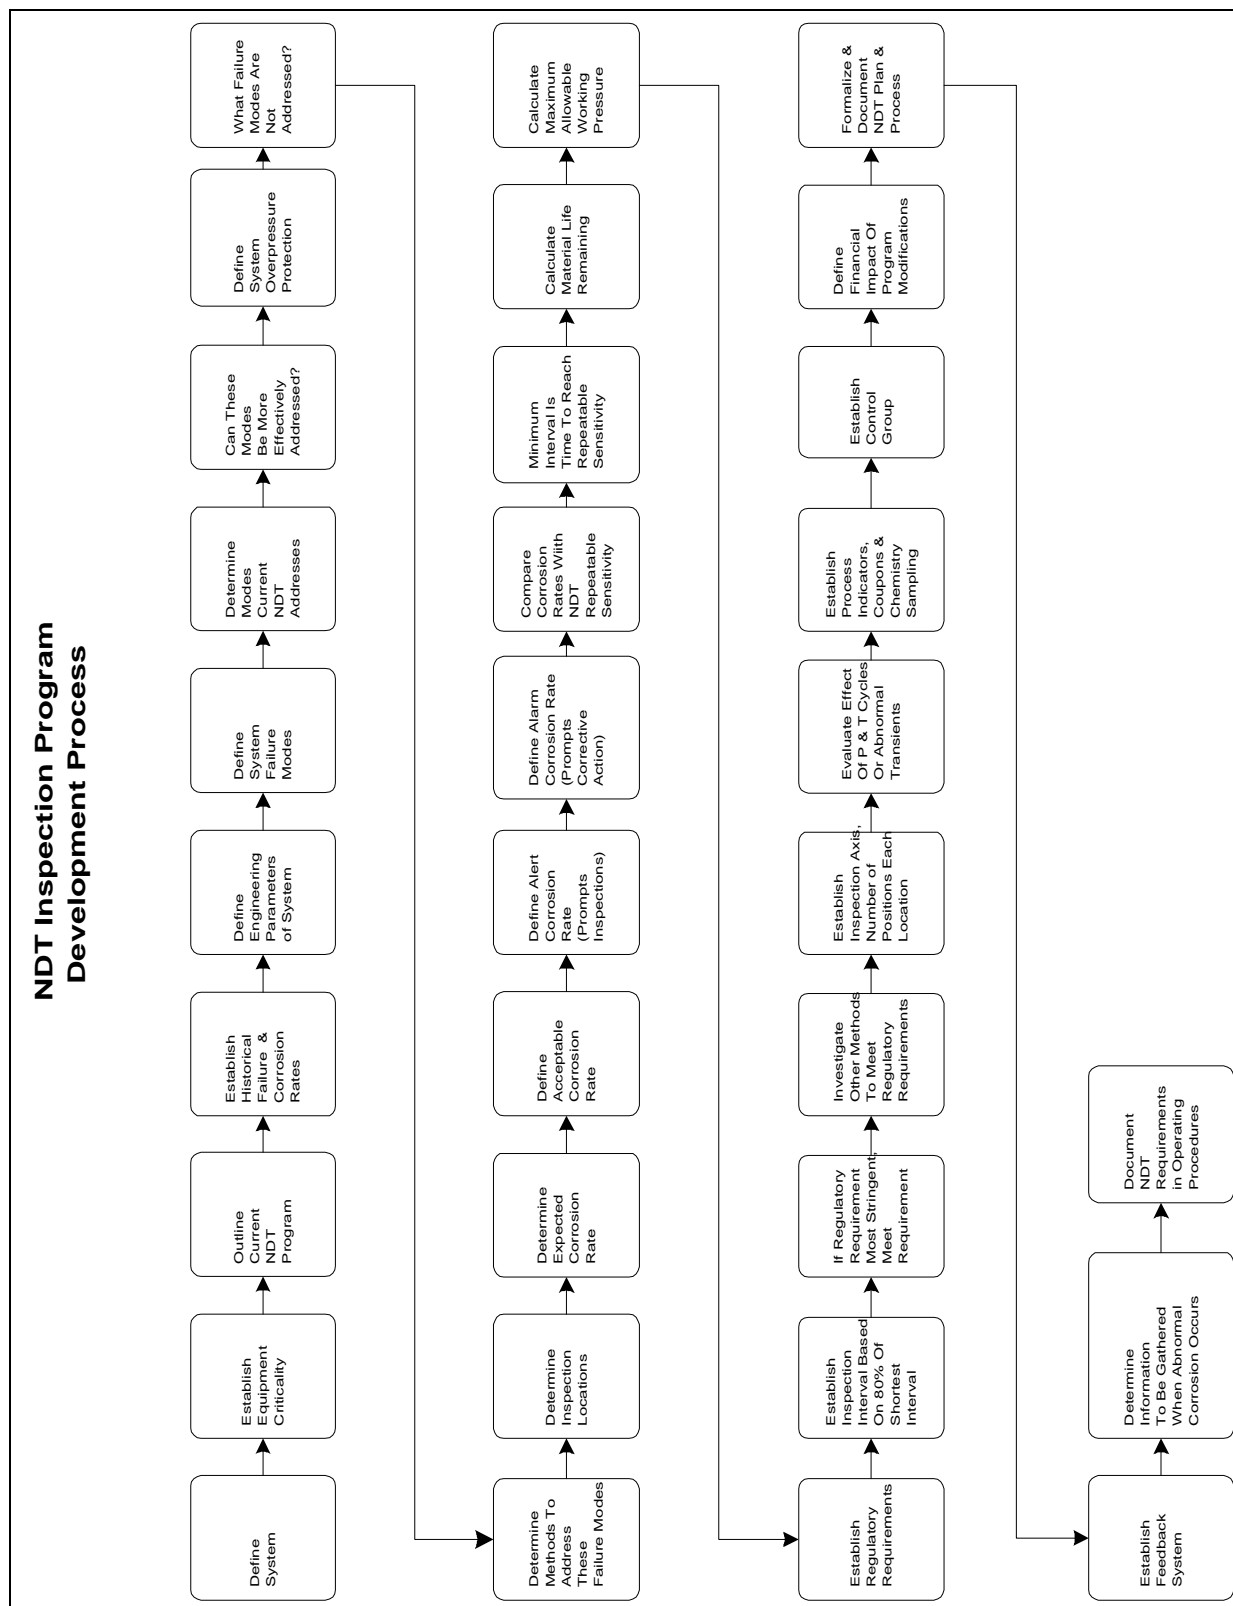 NDT Inspection Program
Development Process
Define
System
Establish
Equipment
Criticality
Outline
Current
NDT
Program
Establish
Historical
Failure &
Corrosion
Rates
Define
Engineering
Parameters
of System
Define
System
Failure
Modes
Determine
Modes
Current
NDT
Addresses
Can These
Modes
Be More
Effectively
Addressed?
Define
System
Overpressure
Protection
What Failure
Modes Are
Not
Addressed?
Determine
Methods To
Address
These
Failure Modes
Determine
Inspection
Locations
Determine
Expected
Corrosion
Rate
Define
Acceptable
Corrosion
Rate
Define Alert
Corrosion
Rate
(Prompts
Inspections)
Define Alarm
Corrosion Rate
(Prompts
Corrective
Action)
Compare
Corrosion
Rates Wiith
NDT
Repeatable
Sensitivity
Minimum
Interval Is
Time To Reach
Repeatable
Sensitivity
Calculate
Material Life
Remaining
Calculate
Maximum
Allowable
Working
Pressure
Establish
Regulatory
Requirements
Establish
Inspection
Interval Based
On 80% Of
Shortest
Interval
If Regulatory
Requirement
Most Stringent,
Meet
Requirement
Investigate
Other Methods
To Meet
Regulatory
Requirements
Establish
Inspection Axis,
Number of
Positions Each
Location
Evaluate Effect
Of P & T Cycles
Or Abnormal
Transients
Establish
Process
Indicators,
Coupons &
Chemistry
Sampling
Establish
Control
Group
Define
Financial
Impact Of
Program
Modifications
Formalize &
Document
NDT Plan &
Process
Establish
Feedback
System
Determine
Information
To Be Gathered
When Abnormal
Corrosion Occurs
Document
NDT
Requirements
in Operating
Procedures